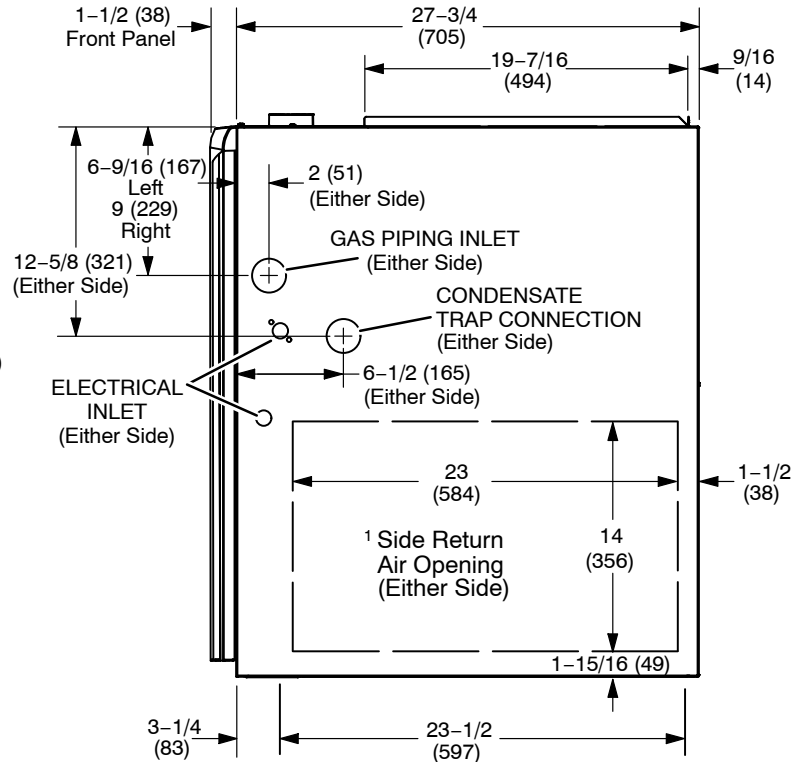 1–1/2 (38)
Front Panel
27–3/4
(705)
19–7/16
(494)
9/16
(14)
6–9/16 (167)
Left
9 (229)
Right
2 (51)
(Either Side)
12–5/8 (321)
(Either Side)
GAS PIPING INLET
(Either Side)
CONDENSATE
TRAP CONNECTION
(Either Side)
6–1/2 (165)
(Either Side)
ELECTRICAL
INLET
(Either Side)
23
(584)
1–1/2
(38)
14
(356)
¹ Side Return
Air Opening
(Either Side)
1–15/16 (49)
3–1/4
(83)
23–1/2
(597)
)